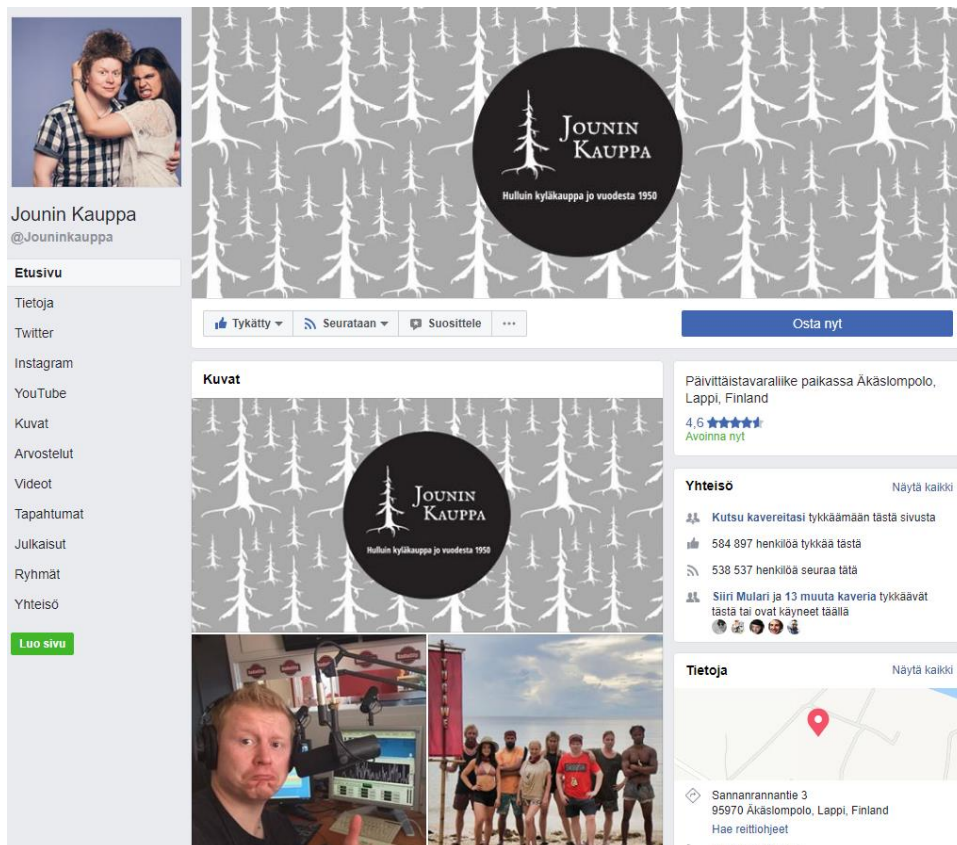 Jounin Kauppa
@Jouninkauppa
Etusivu
Tietoja
Twitter
Instagram
YouTube
Kuvat
Arvostelut
Videot
Tapahtumat
Julkaisut
Ryhmät
Yhteisö
Luo sivu
JOUNIN
KAUPPA
Hulluin kyläkauppa jo vuodesta 1950
Tykätty
Seurataan
Suosittele
...
Osta nyt
Kuvat
JOUNIN
KAUPPA
Hulluin kyläkauppa jo vuodesta 1950
Päivittäistavaraliike paikassa Äkäslompolo,
Lappi, Finland
4,6
Avoinna nyt
Yhteisö
Näytä kaikki
Kutsu kavereitasi tykkäämään tästä sivusta
584 897 henkilöä tykkää tästä
538 537 henkilöä seuraa tätä
Siiri Mulari ja 13 muuta kaveria tykkäävät
tästä tai ovat käyneet täällä
Tietoja
Näytä kaikki
Sannanrannantie 3
95970 Äkäslompolo, Lappi, Finland
Hae reittiohjeet